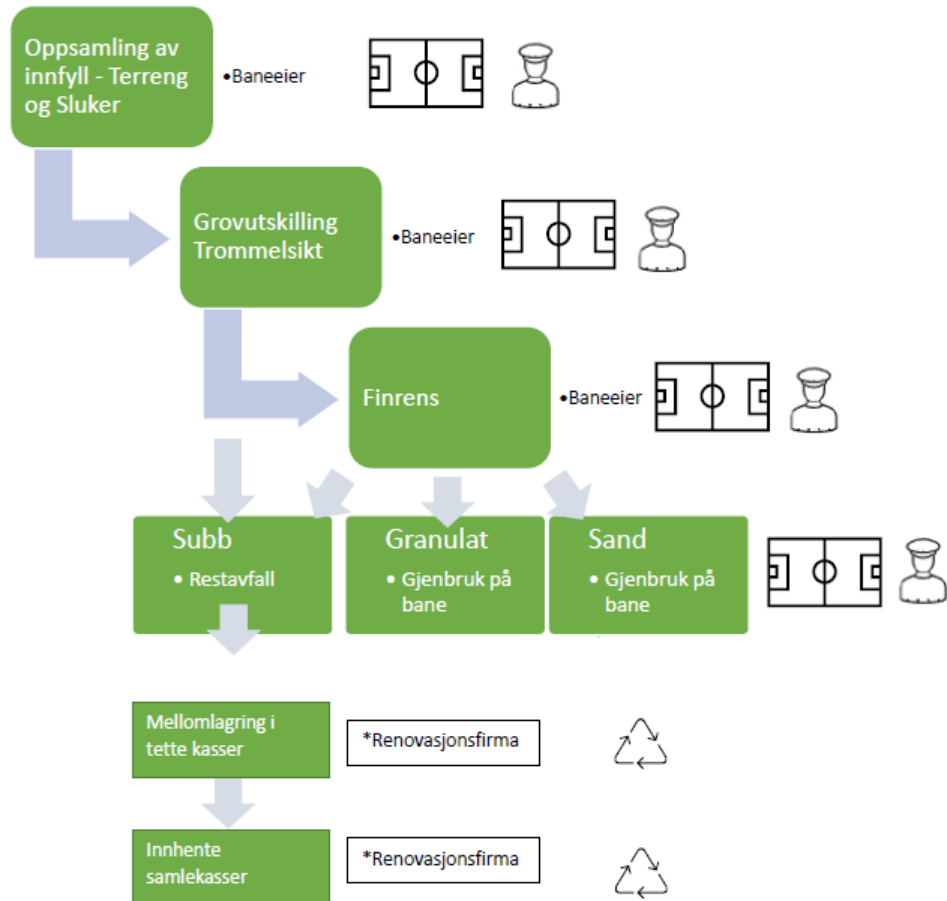 Oppsamling av
innfyll - Terreng
og Sluker
•Baneeier
Grovutskilling
Trommelsikt
•Baneeier
Finrens
•Baneeier
Subb
• Restavfall
Granulat
• Gjenbruk på
bane
Sand
• Gjenbruk på
bane
Mellomlagring i
tette kasser
*Renovasjonsfirma
Innhente
samlekasser
*Renovasjonsfirma